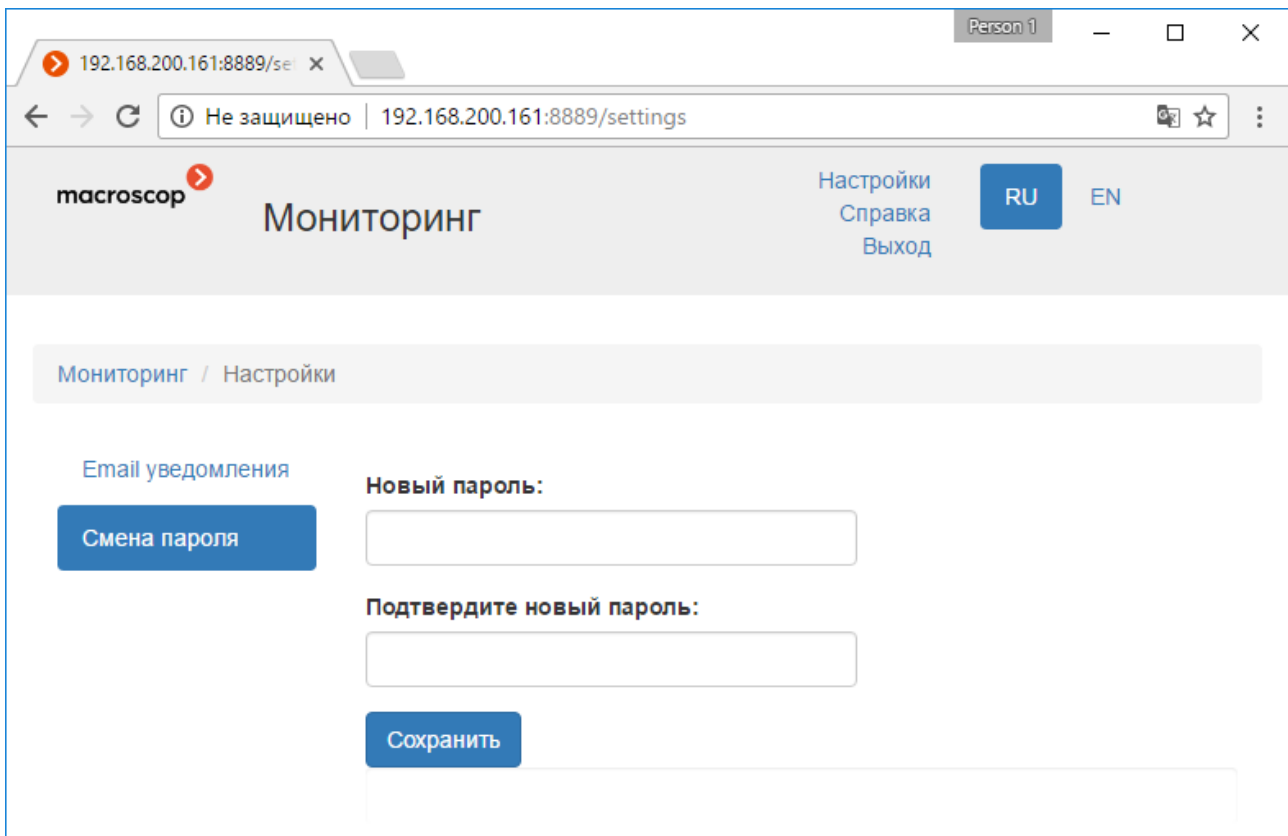 Person 1
192.168.200.161:8889/se
Не защищено | 192.168.200.161:8889/settings
macroscop
Мониторинг
Настройки
Справка
Выход
RU
EN
Мониторинг / Настройки
Email уведомления
Смена пароля
Новый пароль:
Подтвердите новый пароль:
Сохранить